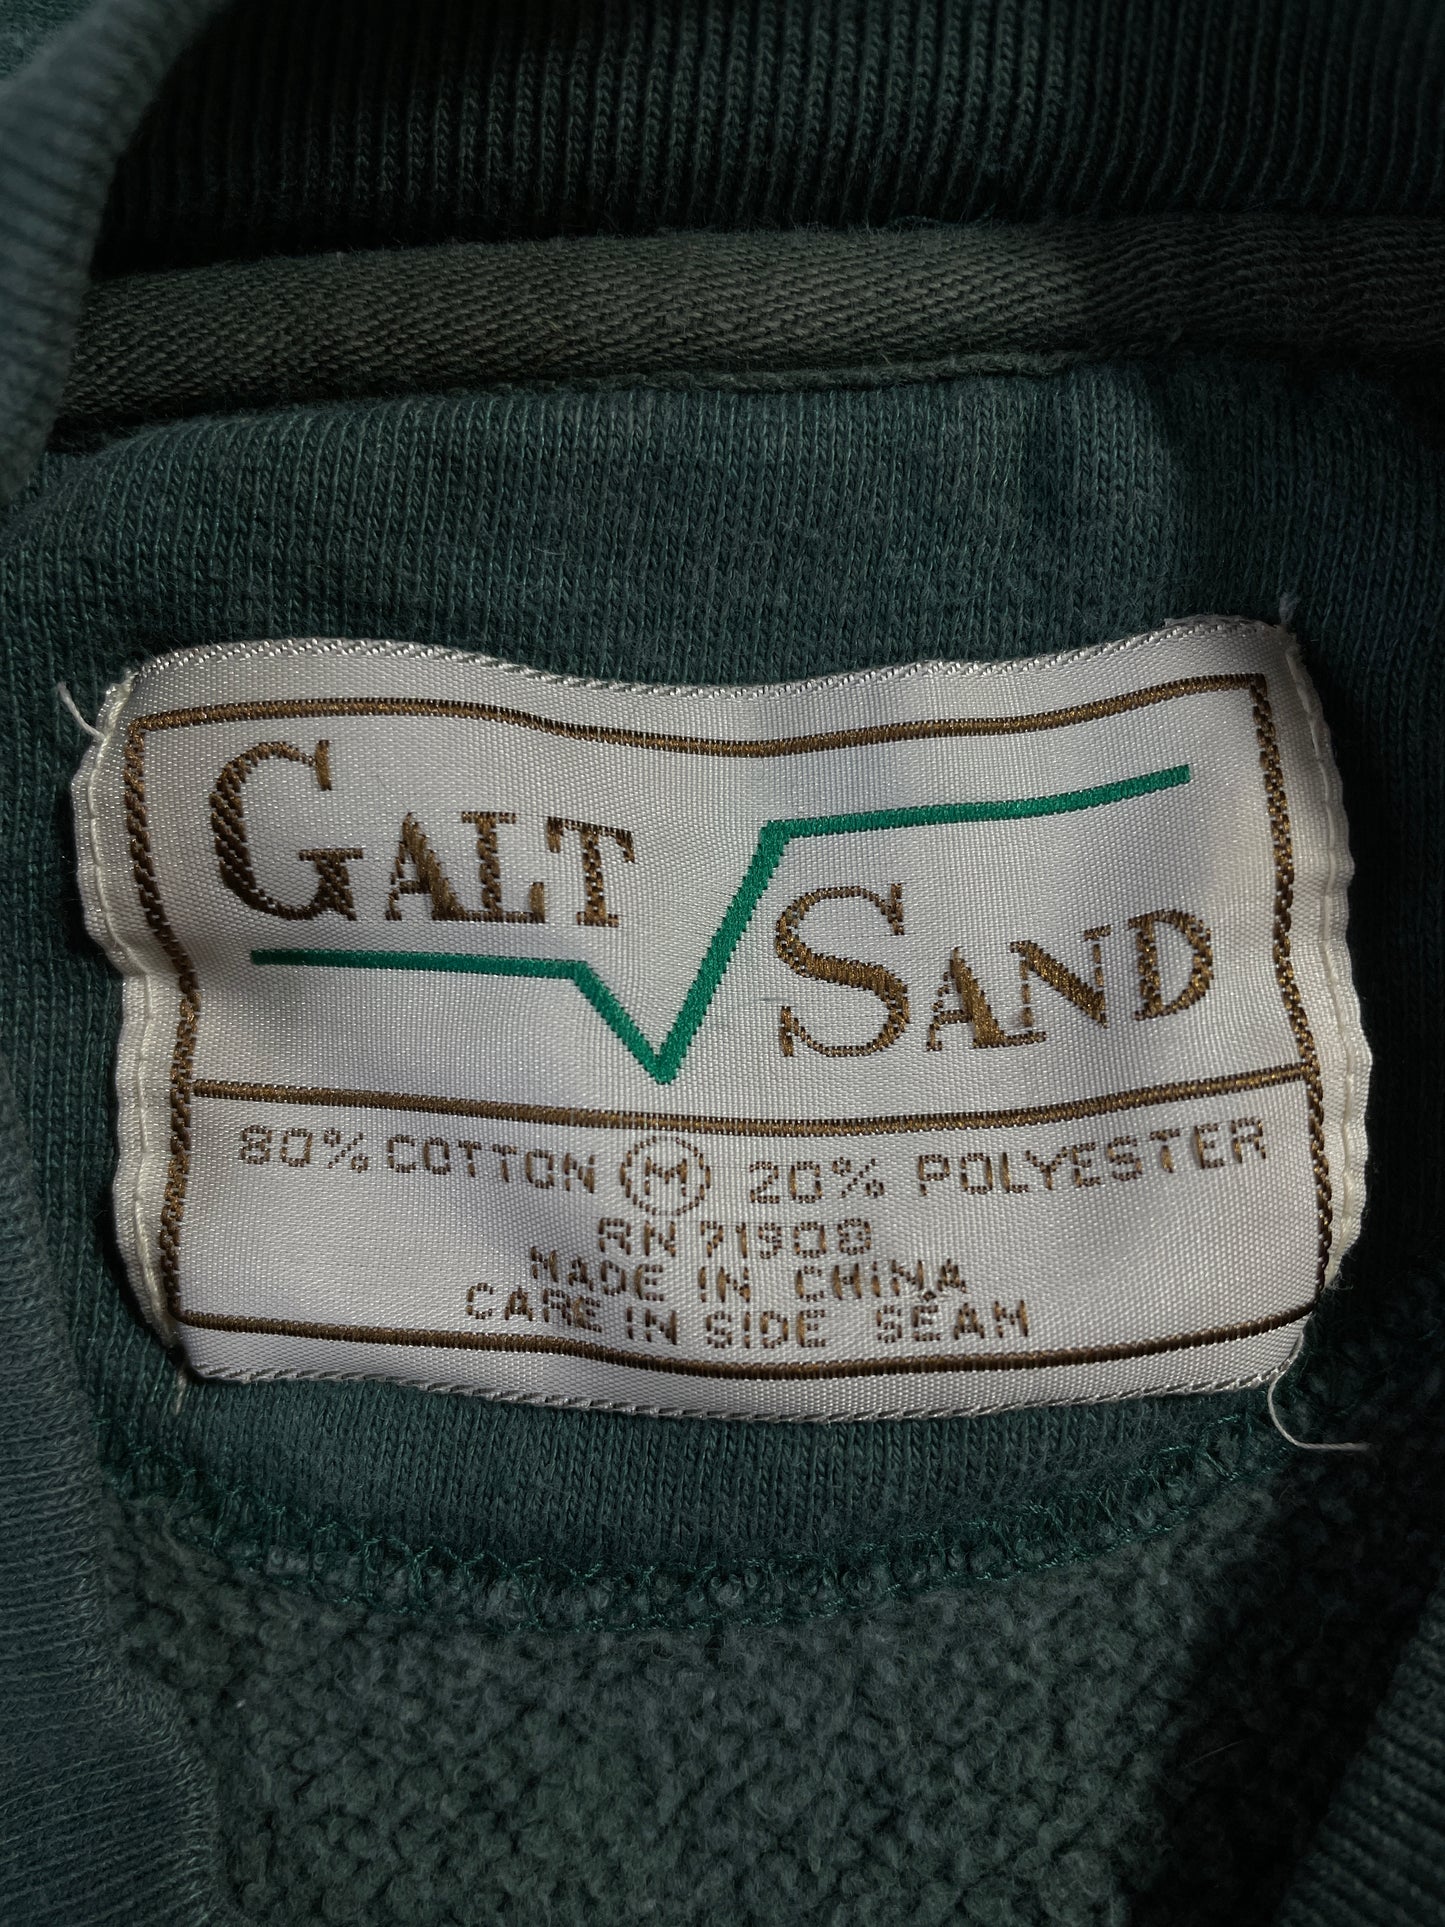 GALT
SAND
80% COTTON M 20% POLYESTER
RN 71908
MADE IN CHINA
CARE IN SIDE SEAM